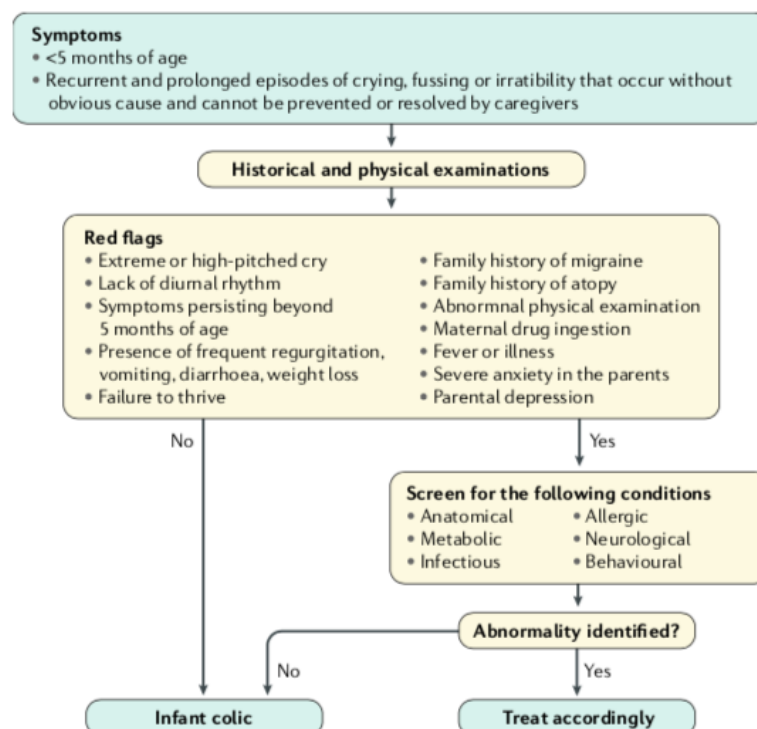 Symptoms
• <5 months of age
• Recurrent and prolonged episodes of crying, fussing or irratibility that occur without
obvious cause and cannot be prevented or resolved by caregivers
Historical and physical examinations
Red flags
• Extreme or high-pitched cry
• Lack of diurnal rhythm
• Symptoms persisting beyond
5 months of age
• Presence of frequent regurgitation,
vomiting, diarrhoea, weight loss
• Failure to thrive
• Family history of migraine
• Family history of atopy
• Abnormnal physical examination
• Maternal drug ingestion
• Fever or illness
• Severe anxiety in the parents
• Parental depression
No
Yes
Screen for the following conditions
• Anatomical
• Metabolic
• Infectious
• Allergic
• Neurological
• Behavioural
Abnormality identified?
No
Yes
Infant colic
Treat accordingly